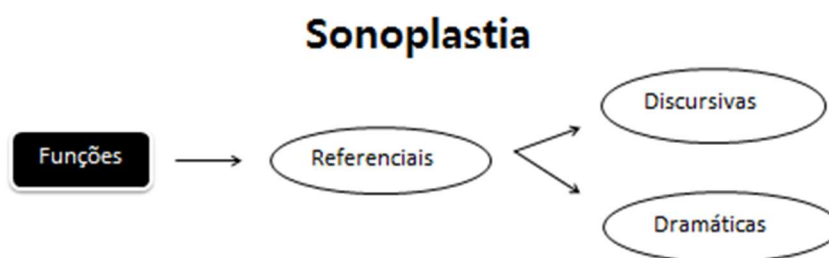 Sonoplastia
Funções
Referenciais
Discursivas
Dramáticas